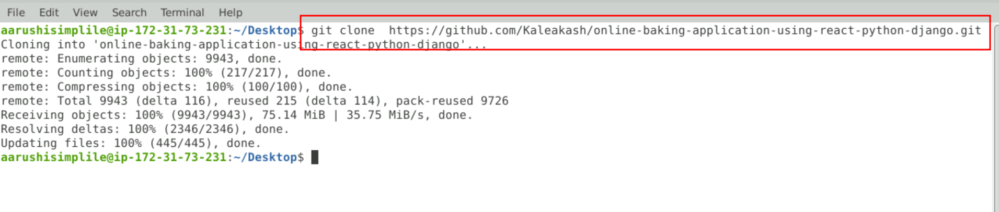 File Edit View Search Terminal Help
aarushisimplile@ip-172-31-73-231:~/Desktop$ git clone  https://github.com/Kaleakash/online-baking-application-using-react-python-django.git
Cloning into 'online-baking-application-using-react-python-django'...
remote: Enumerating objects: 9943, done.
remote: Counting objects: 100% (217/217), done.
remote: Compressing objects: 100% (100/100), done.
remote: Total 9943 (delta 116), reused 215 (delta 114), pack-reused 9726
Receiving objects: 100% (9943/9943), 75.14 MiB | 35.75 MiB/s, done.
Resolving deltas: 100% (2346/2346), done.
Updating files: 100% (445/445), done.
aarushisimplile@ip-172-31-73-231:~/Desktop$